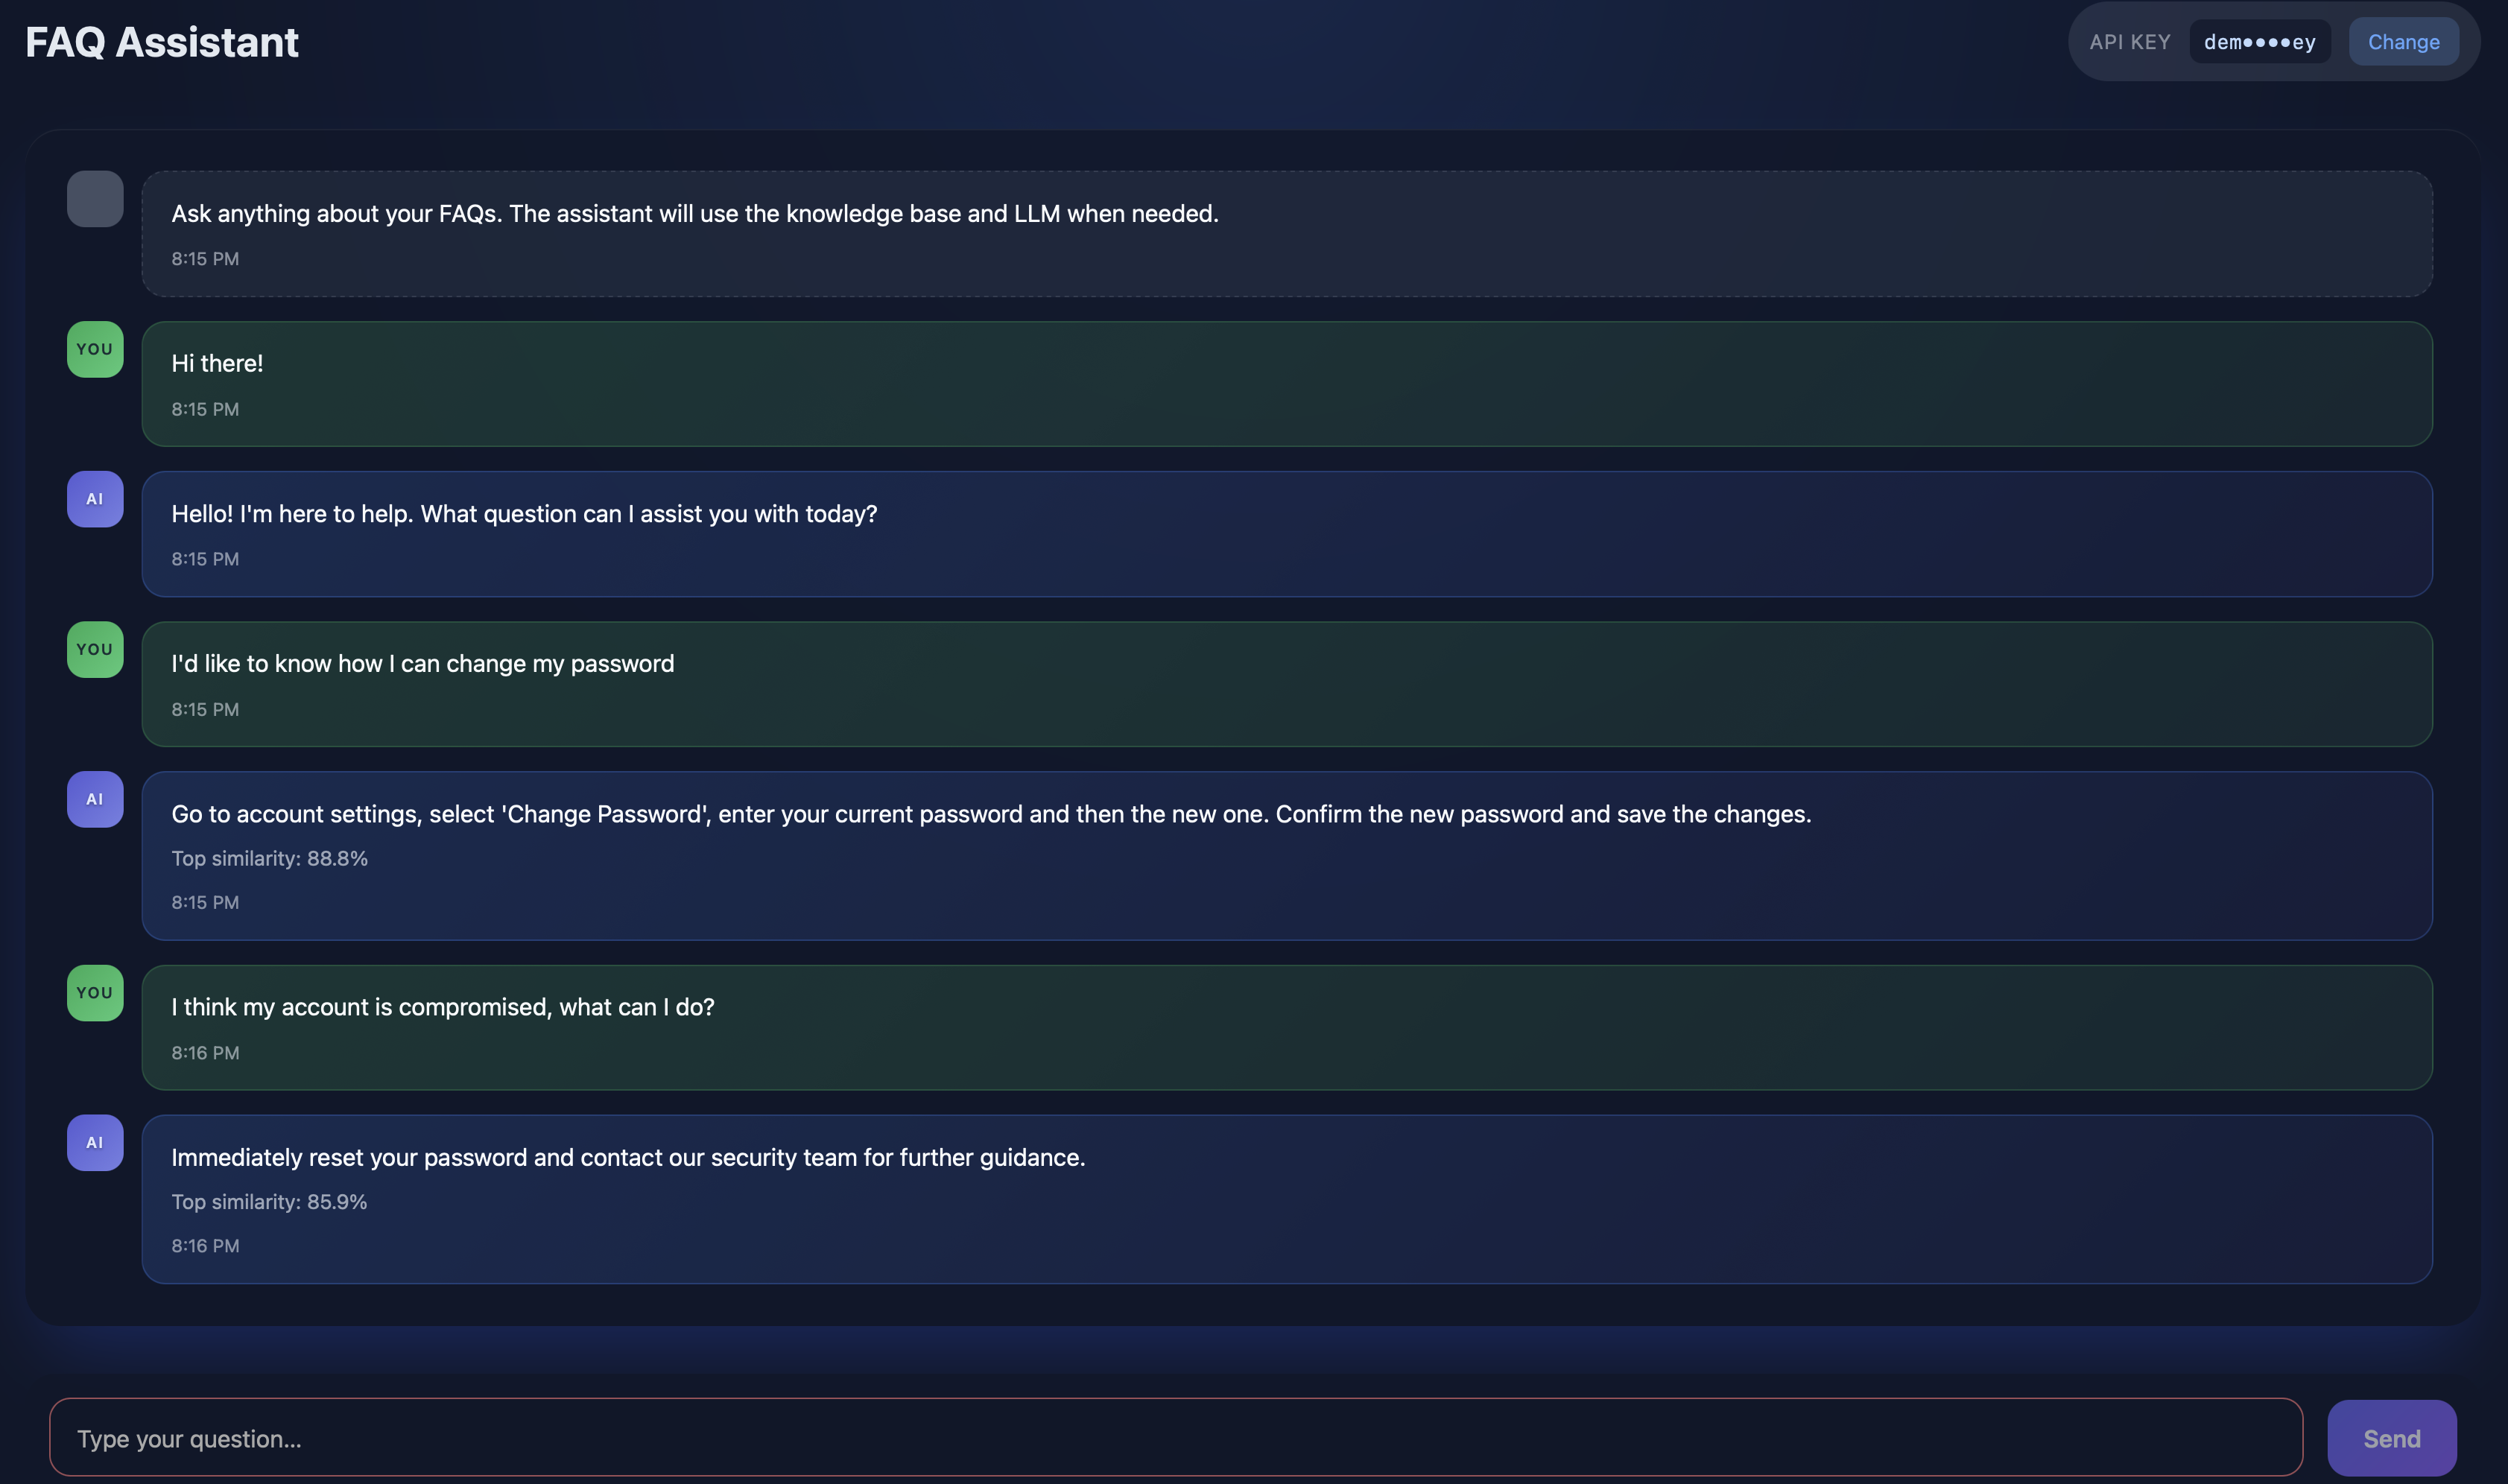 FAQ Assistant
API KEY dem••••ey Change
Ask anything about your FAQs. The assistant will use the knowledge base and LLM when needed.
8:15 PM
YOU
Hi there!
8:15 PM
AI
Hello! I'm here to help. What question can I assist you with today?
8:15 PM
YOU
I'd like to know how I can change my password
8:15 PM
AI
Go to account settings, select 'Change Password', enter your current password and then the new one. Confirm the new password and save the changes.
Top similarity: 88.8%
8:15 PM
YOU
I think my account is compromised, what can I do?
8:16 PM
AI
Immediately reset your password and contact our security team for further guidance.
Top similarity: 85.9%
8:16 PM
Type your question...
Send